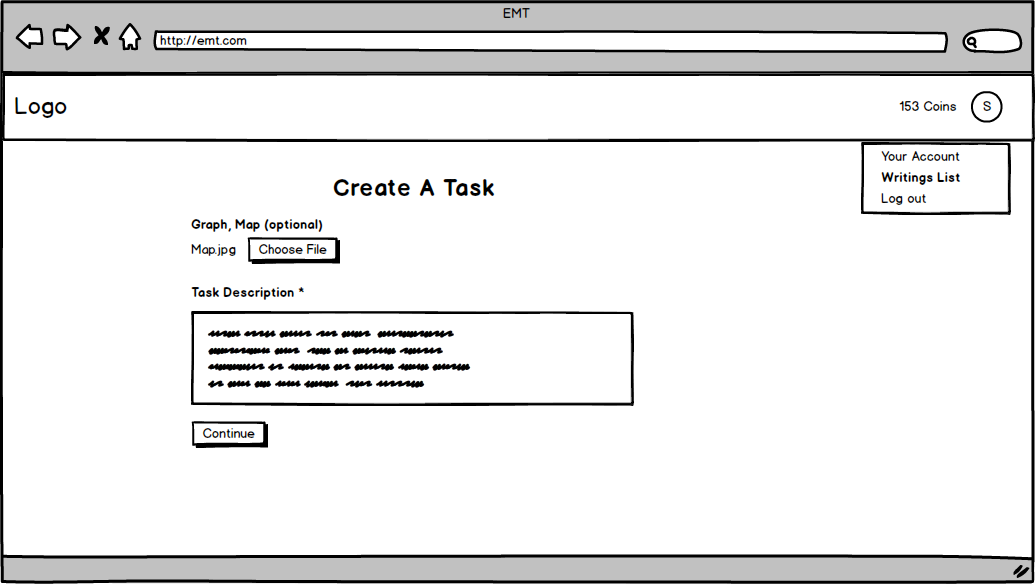 EMT
http://emt.com
Logo
153 Coins
S
Your Account
Writings List
Log out
Create A Task
Graph, Map (optional)
Map.jpg
Choose File
Task Description *
Continue